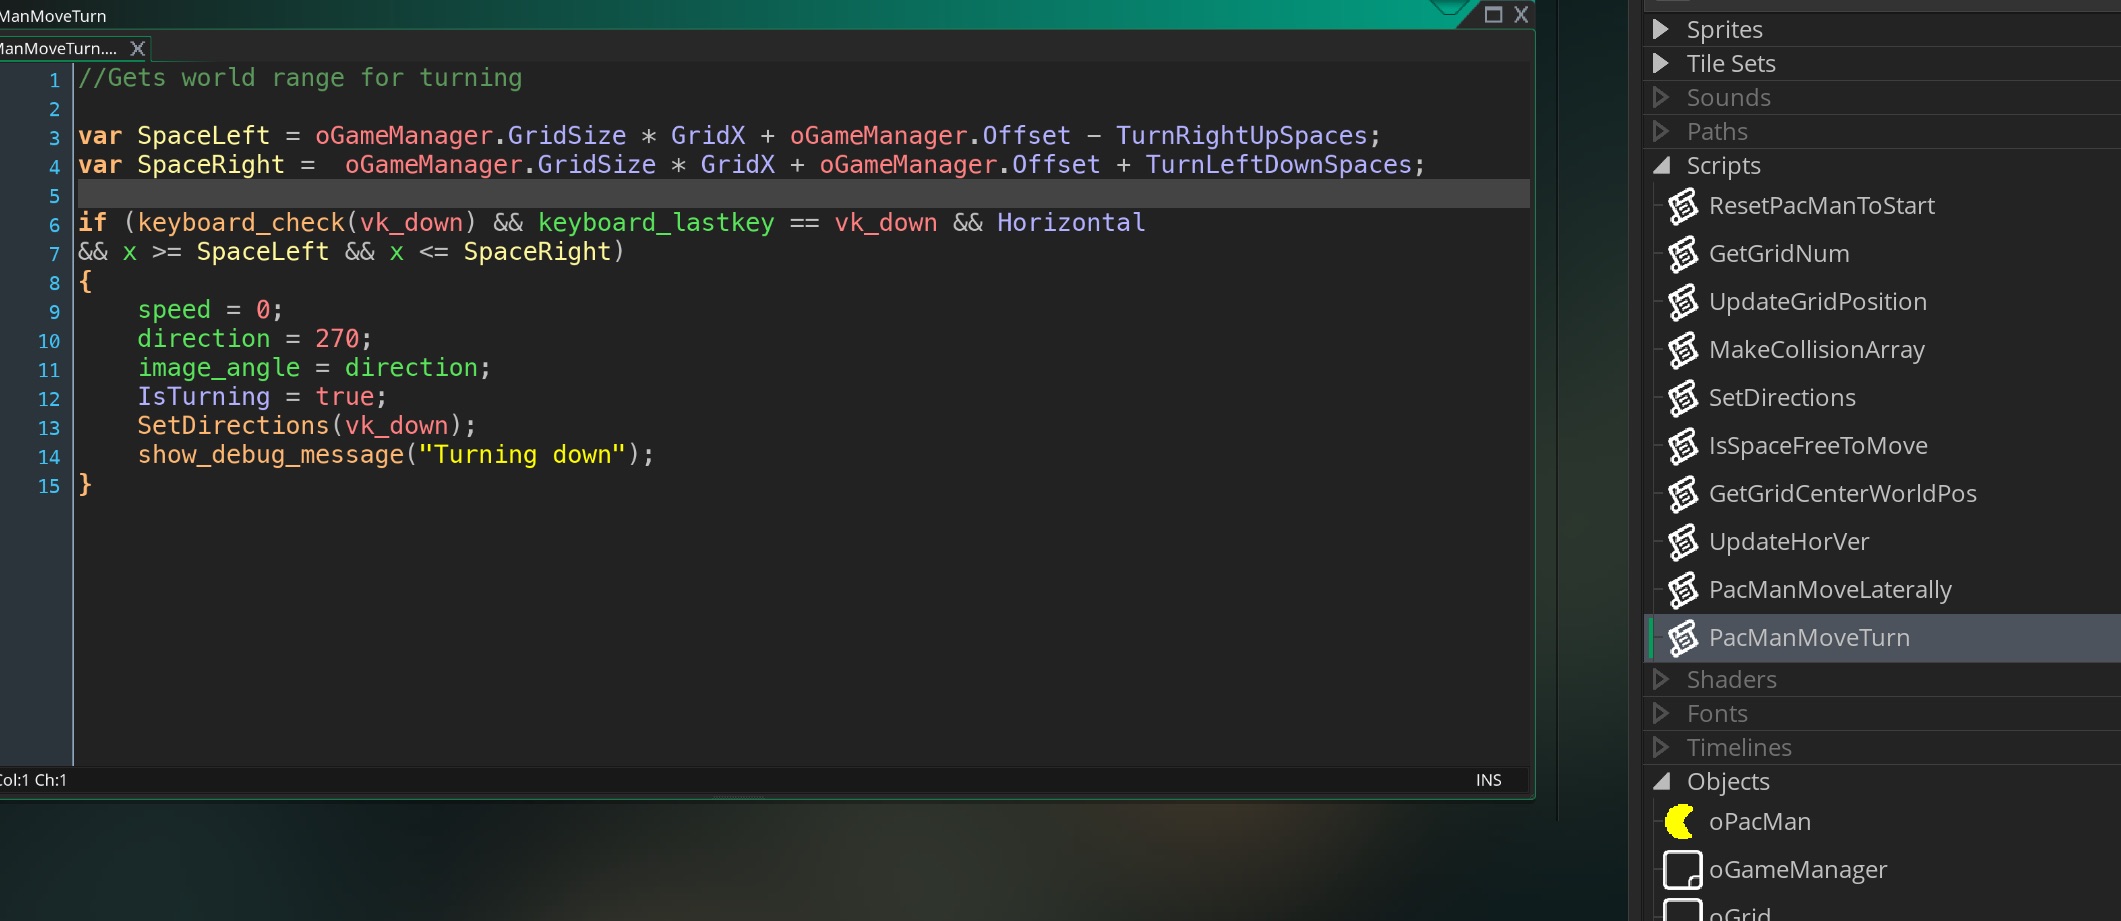 ManMoveTurn
ManMoveTurn.... X
1 //Gets world range for turning
2
3 var SpaceLeft = oGameManager.GridSize * GridX + oGameManager.Offset - TurnRightUpSpaces;
4 var SpaceRight =  oGameManager.GridSize * GridX + oGameManager.Offset + TurnLeftDownSpaces;
5
6 if (keyboard_check(vk_down) && keyboard_lastkey == vk_down && Horizontal
7 && x >= SpaceLeft && x <= SpaceRight)
8 {
9     speed = 0;
10     direction = 270;
11     image_angle = direction;
12     IsTurning = true;
13     SetDirections(vk_down);
14     show_debug_message("Turning down");
15 }
Col:1 Ch:1
INS
Sprites
Tile Sets
Sounds
Paths
Scripts
ResetPacManToStart
GetGridNum
UpdateGridPosition
MakeCollisionArray
SetDirections
IsSpaceFreeToMove
GetGridCenterWorldPos
UpdateHorVer
PacManMoveLaterally
PacManMoveTurn
Shaders
Fonts
Timelines
Objects
oPacMan
oGameManager
oGrid